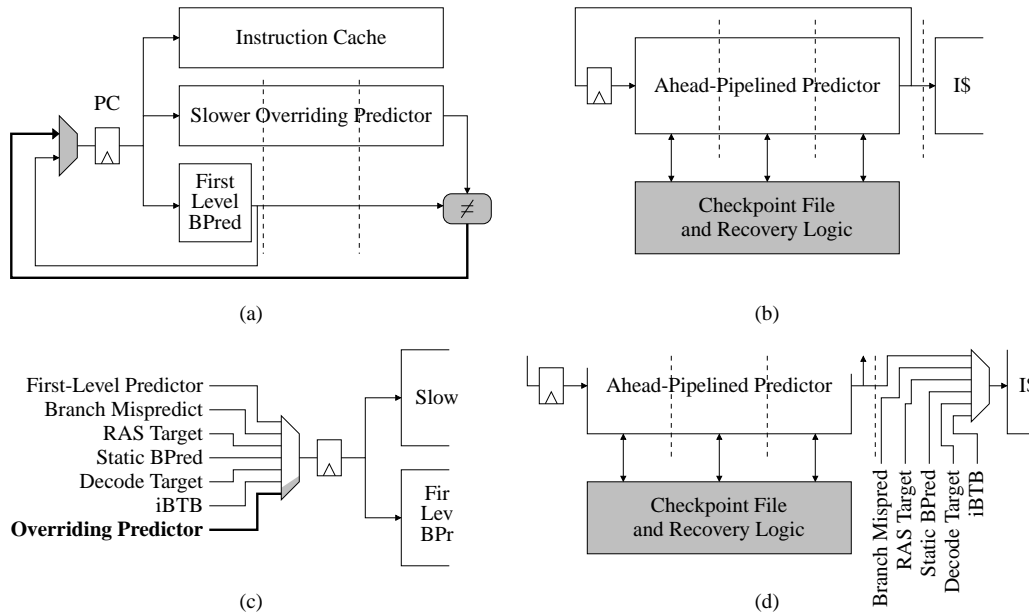 Instruction Cache
PC
Slower Overriding Predictor
First
Level
BPred
≠
(a)
Ahead-Pipelined Predictor
I$
Checkpoint File
and Recovery Logic
(b)
First-Level Predictor
Branch Mispredict
RAS Target
Static BPred
Decode Target
iBTB
Overriding Predictor
Slow
Fir
Lev
BPr
(c)
Ahead-Pipelined Predictor
I$
Checkpoint File
and Recovery Logic
Branch Mispred
RAS Target
Static BPred
Decode Target
iBTB
(d)